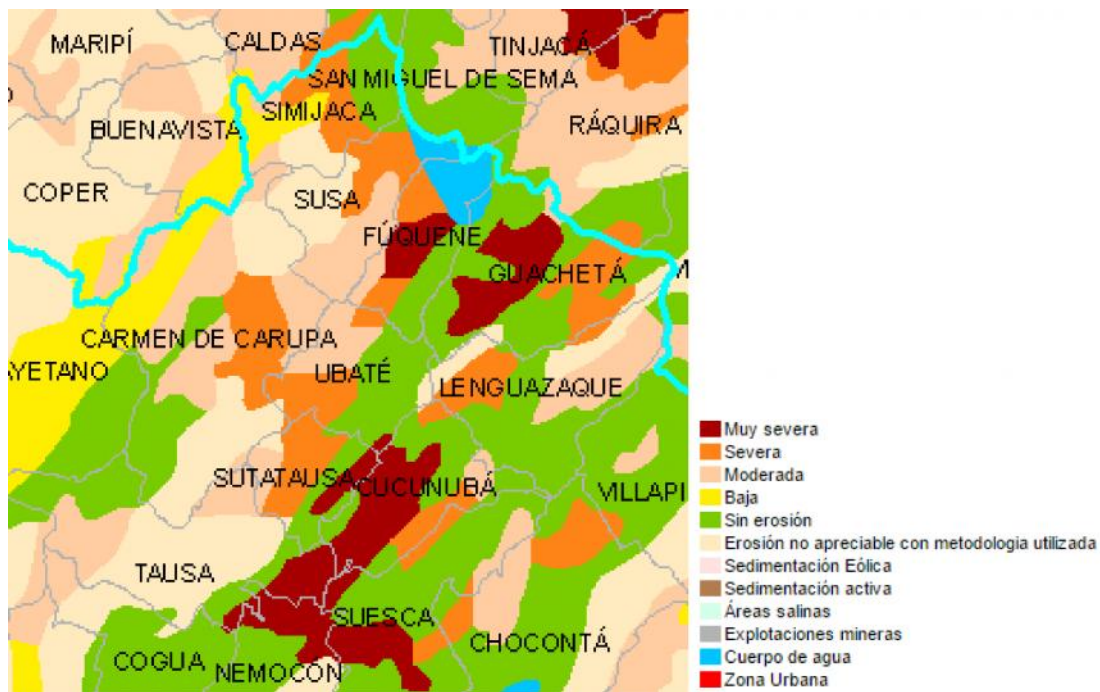 MARIPÍ
CALDAS
TINJACÁ
SAN MIGUEL DE SEMA
SIMIJACA
BUENAVISTA
RÁQUIRA
COPER
SUSA
FÚQUENE
GUACHETÁ
CARMEN DE CARUPA
AYETANO
UBATÉ
LENGUAZAQUE
SUTATAUSA
CUCUNUBÁ
VILLAPI
TAUSA
SUESCA
CHOCONTÁ
COGUA
NEMOCÓN
Muy severa
Severa
Moderada
Baja
Sin erosión
Erosión no apreciable con metodologia utilizada
Sedimentación Eólica
Sedimentación activa
Áreas salinas
Explotaciones mineras
Cuerpo de agua
Zona Urbana